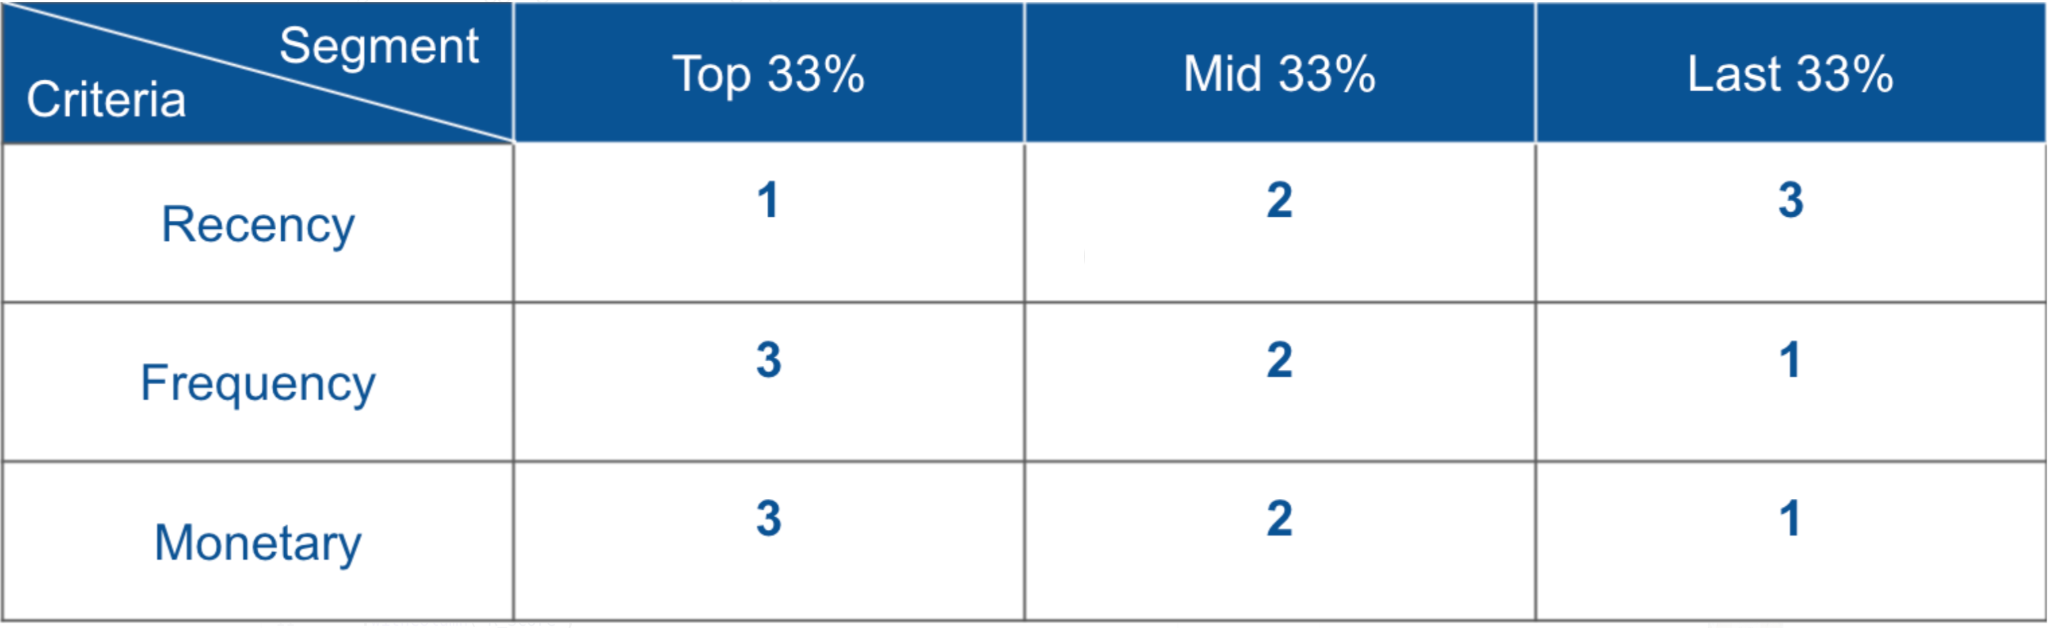 Segment
Criteria
Top 33%
Mid 33%
Last 33%
Recency
1
2
3
Frequency
3
2
1
Monetary
3
2
1